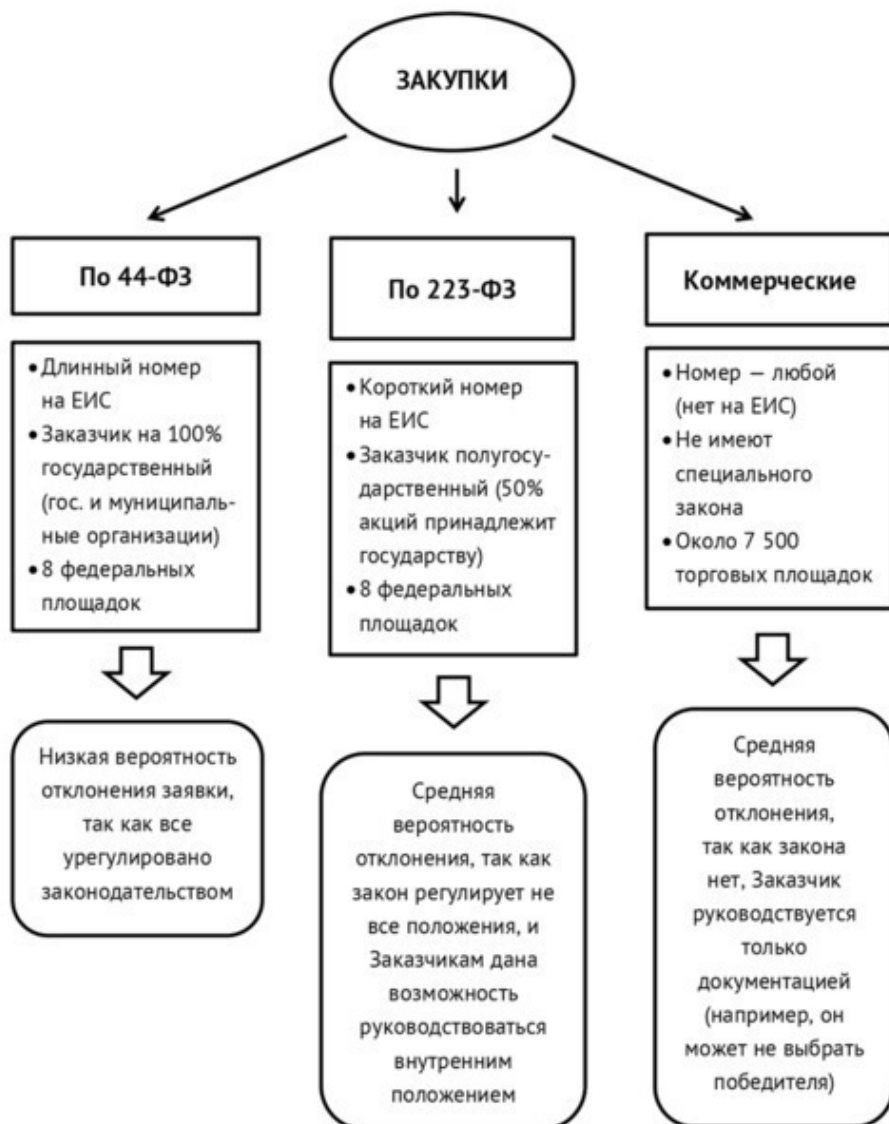 ЗАКУПКИ
По 44-ФЗ
• Длинный номер
на ЕИС
• Заказчик на 100%
государственный
(гос. и муниципаль-
ные организации)
• 8 федеральных
площадок
Низкая вероятность
отклонения заявки,
так как все
урегулировано
законодательством
По 223-ФЗ
• Короткий номер
на ЕИС
• Заказчик полугосу-
дарственный (50%
акций принадлежит
государству)
• 8 федеральных
площадок
Средняя
вероятность
отклонения, так как
закон регулирует не
все положения, и
Заказчикам дана
возможность
руководствоваться
внутренним
положением
Коммерческие
• Номер — любой
(нет на ЕИС)
• Не имеют
специального
закона
• Около 7 500
торговых площадок
Средняя
вероятность
отклонения,
так как закона
нет, Заказчик
руководствуется
только
документацией
(например, он
может не выбрать
победителя)